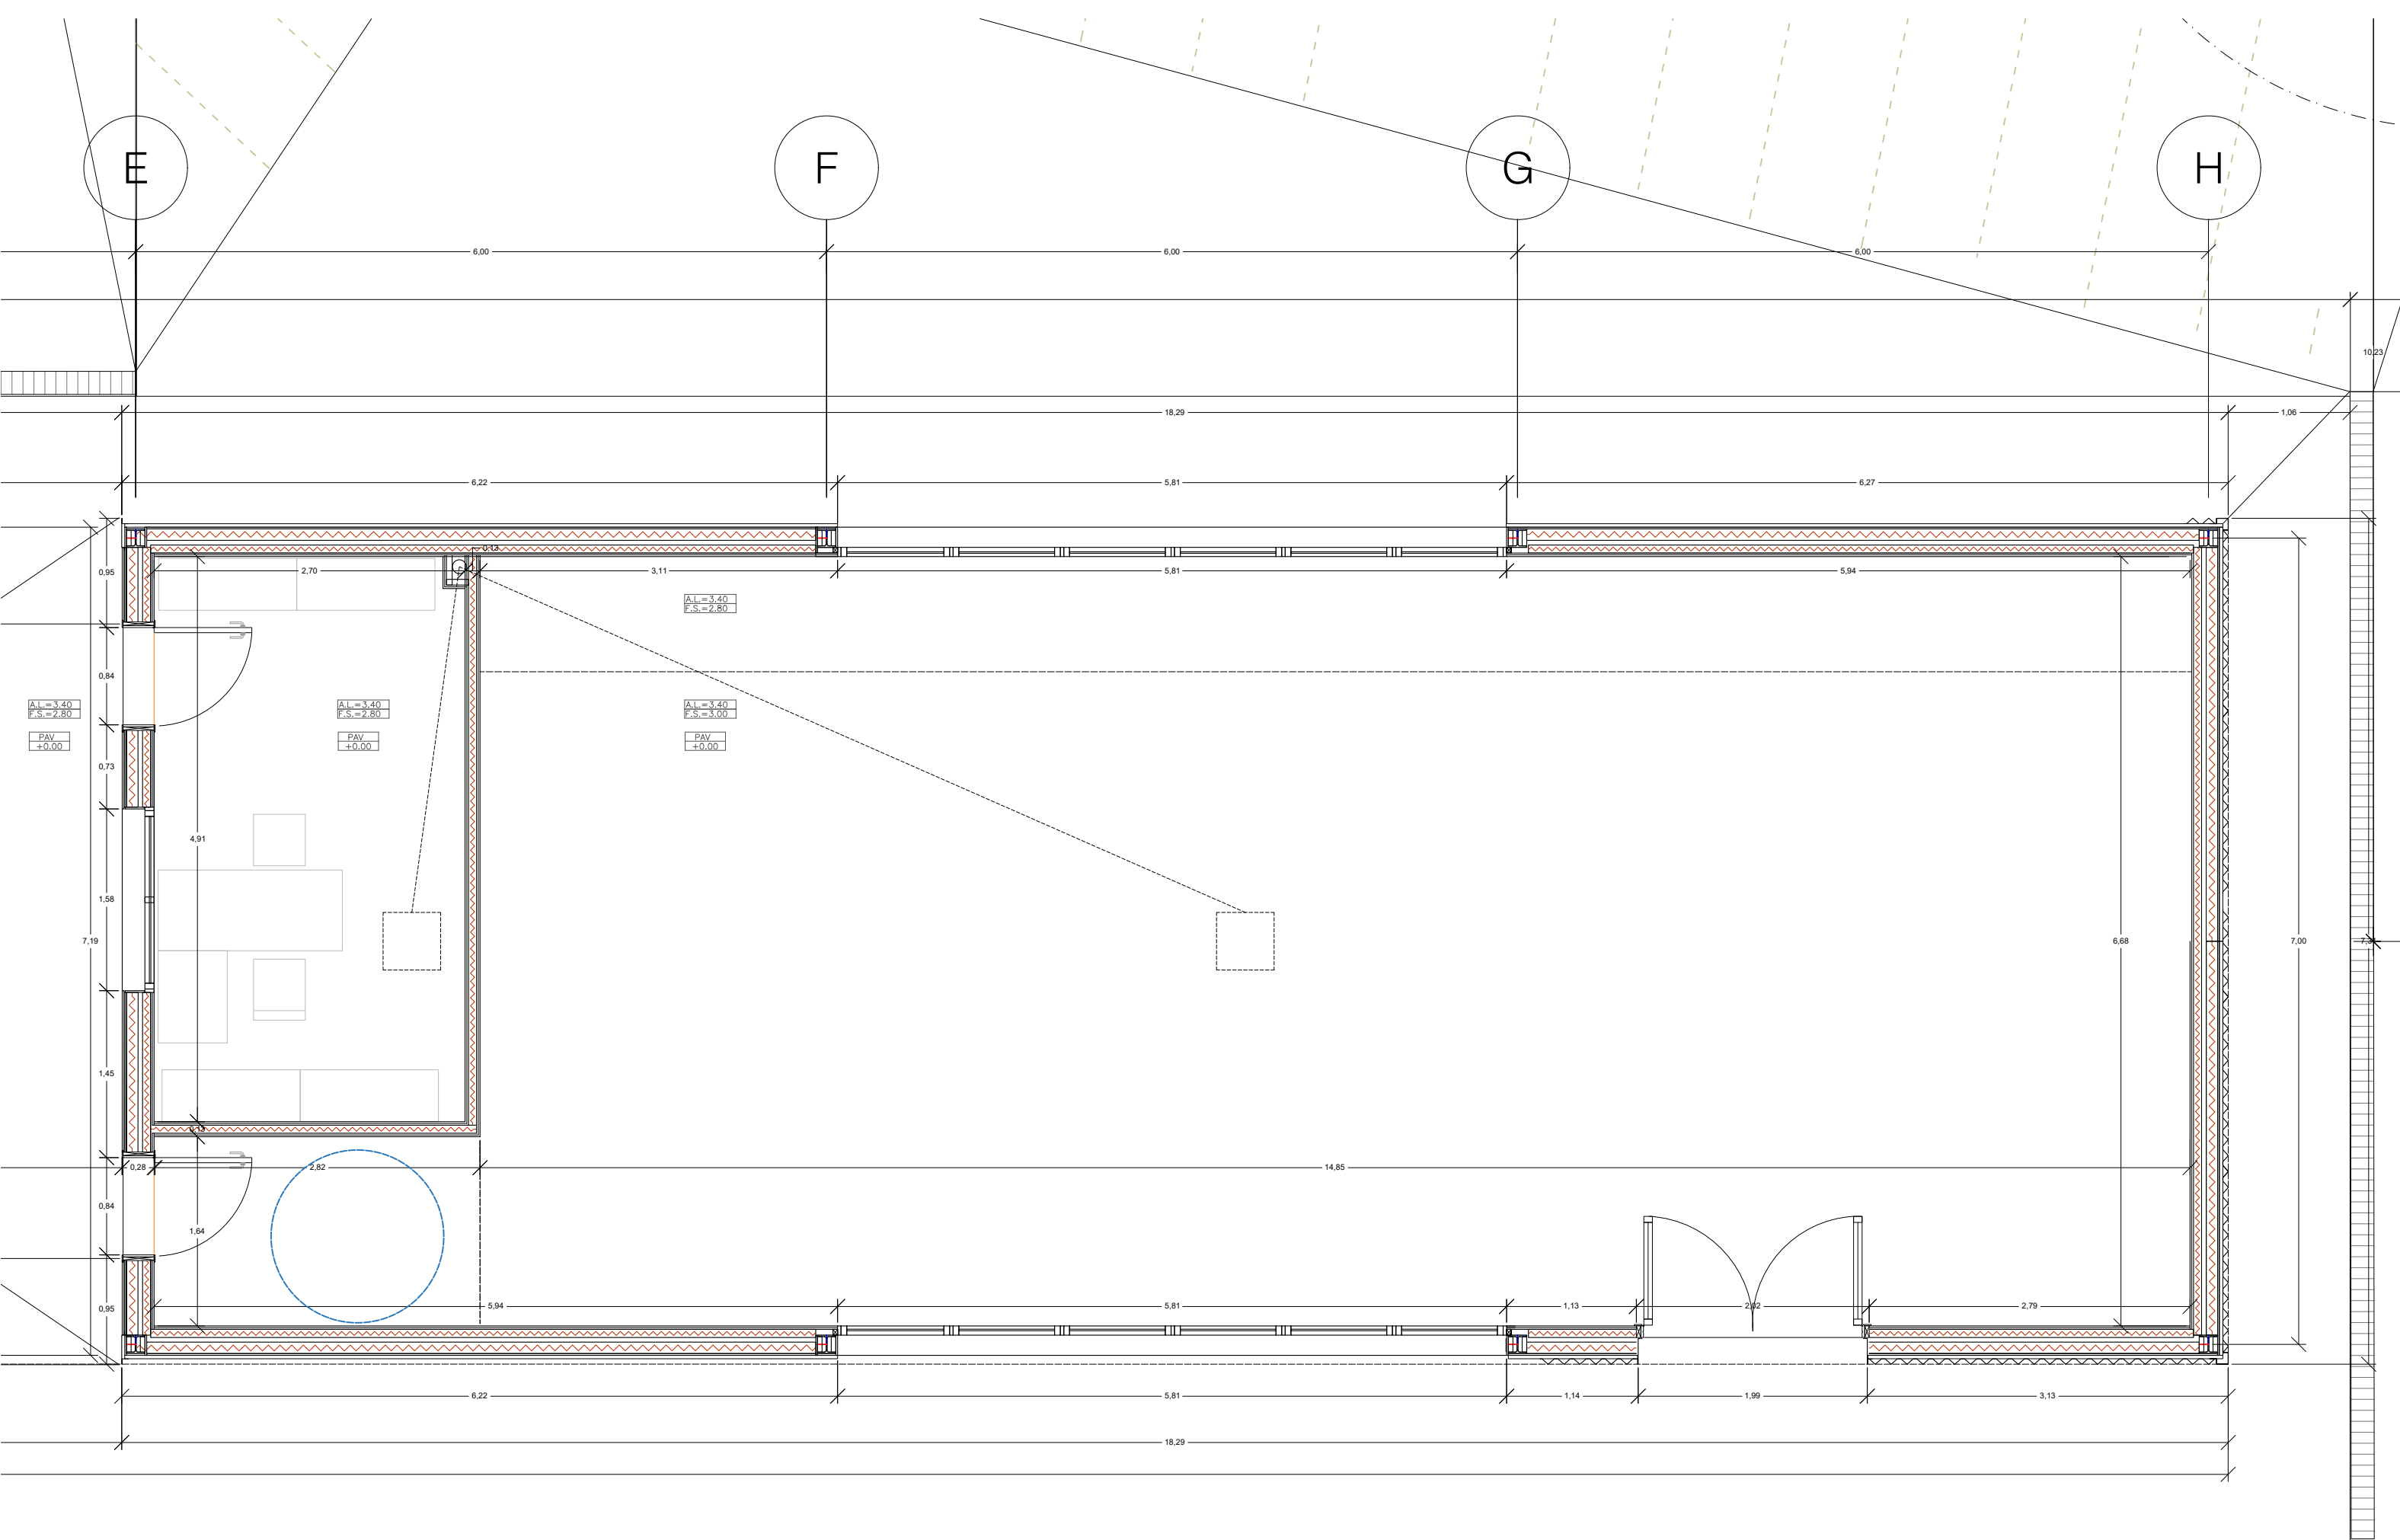 E
F
G
H
6,00
6,00
6,00
10,23
18,29
1,06
6,22
5,81
6,27
0,13
0,95
2,70
3,11
5,81
5,94
A.L.=3.40
F.S.=2.80
0,84
A.L.=3.40
F.S.=2.80
A.L.=3.40
F.S.=2.80
A.L.=3.40
F.S.=3.00
PAV
+0.00
PAV
+0.00
PAV
+0.00
0,73
4,91
1,58
7,19
6,68
7,00
1,45
0,13
0,28
2,82
14,85
0,84
1,64
0,95
5,94
5,81
1,13
2,79
6,22
5,81
1,14
1,99
3,13
18,29